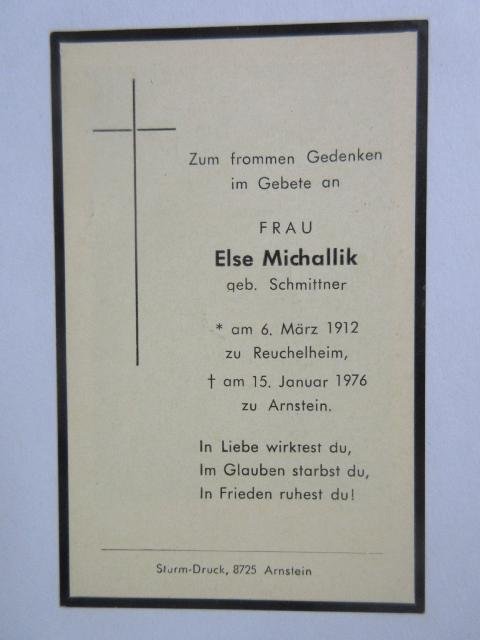 Zum frommen Gedenken
im Gebete an
FRAU
Else Michallik
geb. Schmittner
* am 6. März 1912
zu Reuchelheim,
† am 15. Januar 1976
zu Arnstein.
In Liebe wirktest du,
Im Glauben starbst du,
In Frieden ruhest du!
Sturm-Druck, 8725 Arnstein